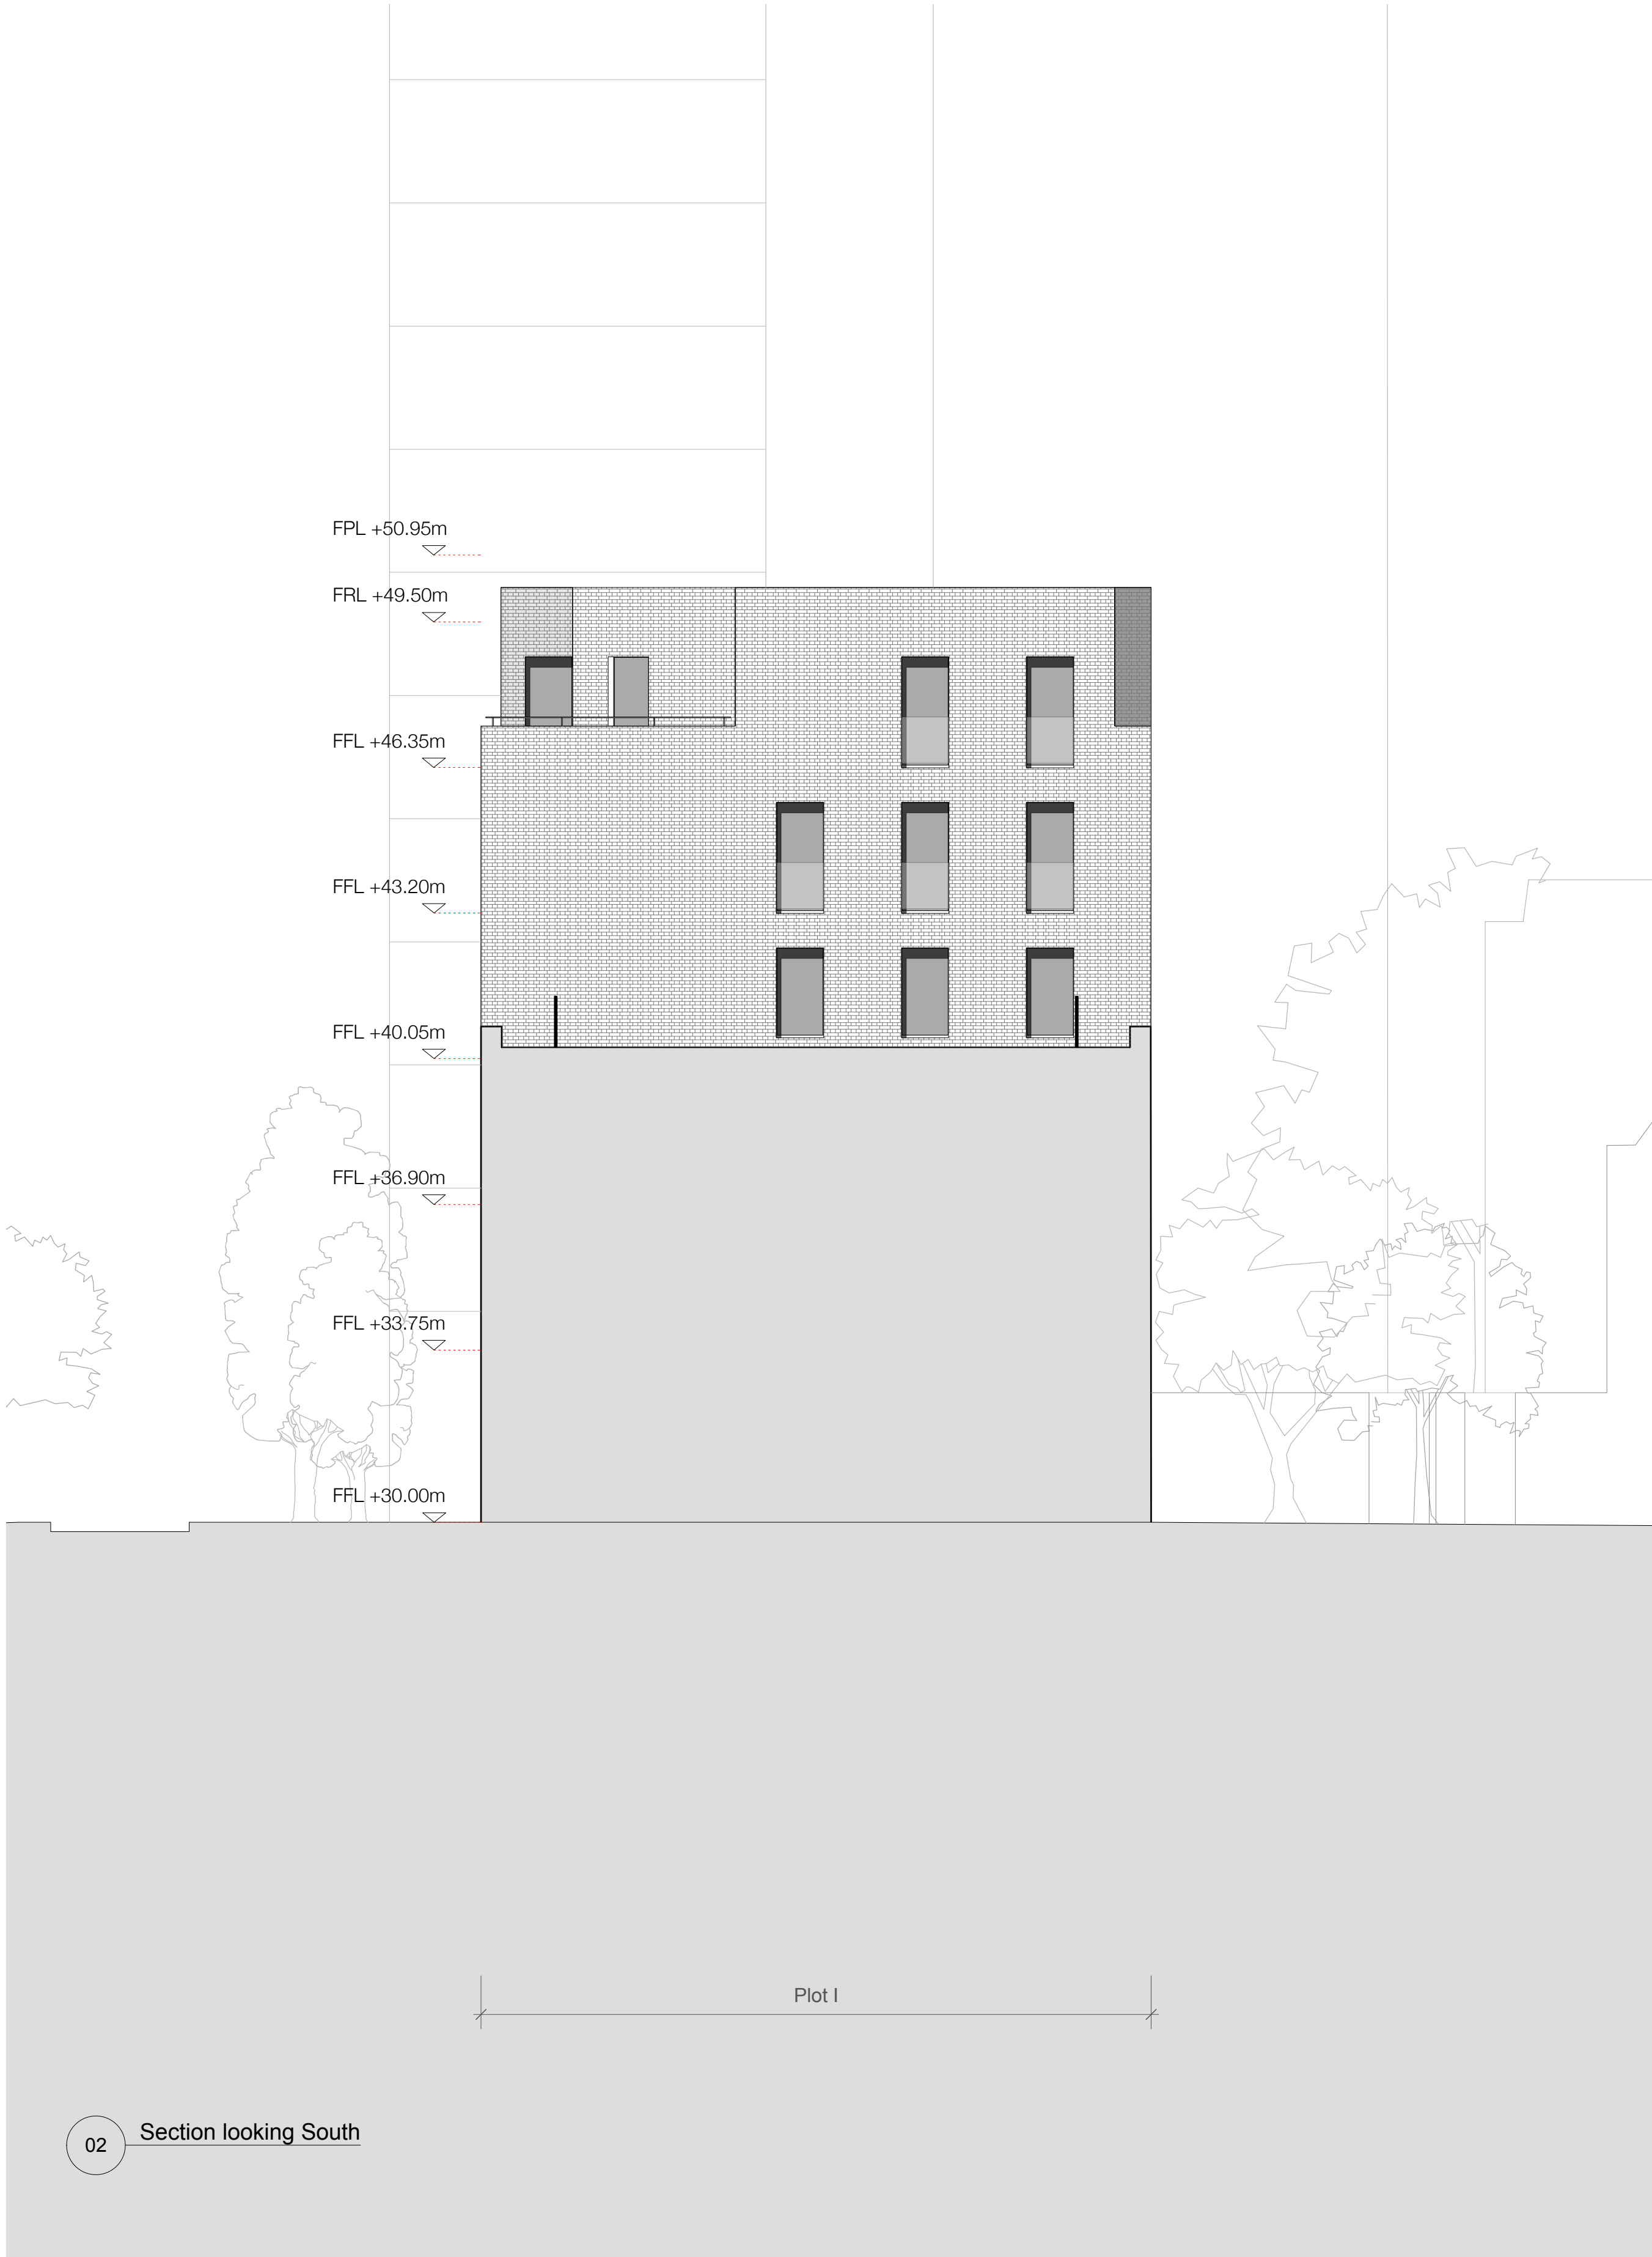 FPL +50.95m
FRL +49.50m
FFL +46.35m
FFL +43.20m
FFL +40.05m
FFL +36.90m
FFL +33.75m
FFL +30.00m
Plot I
02 Section looking South